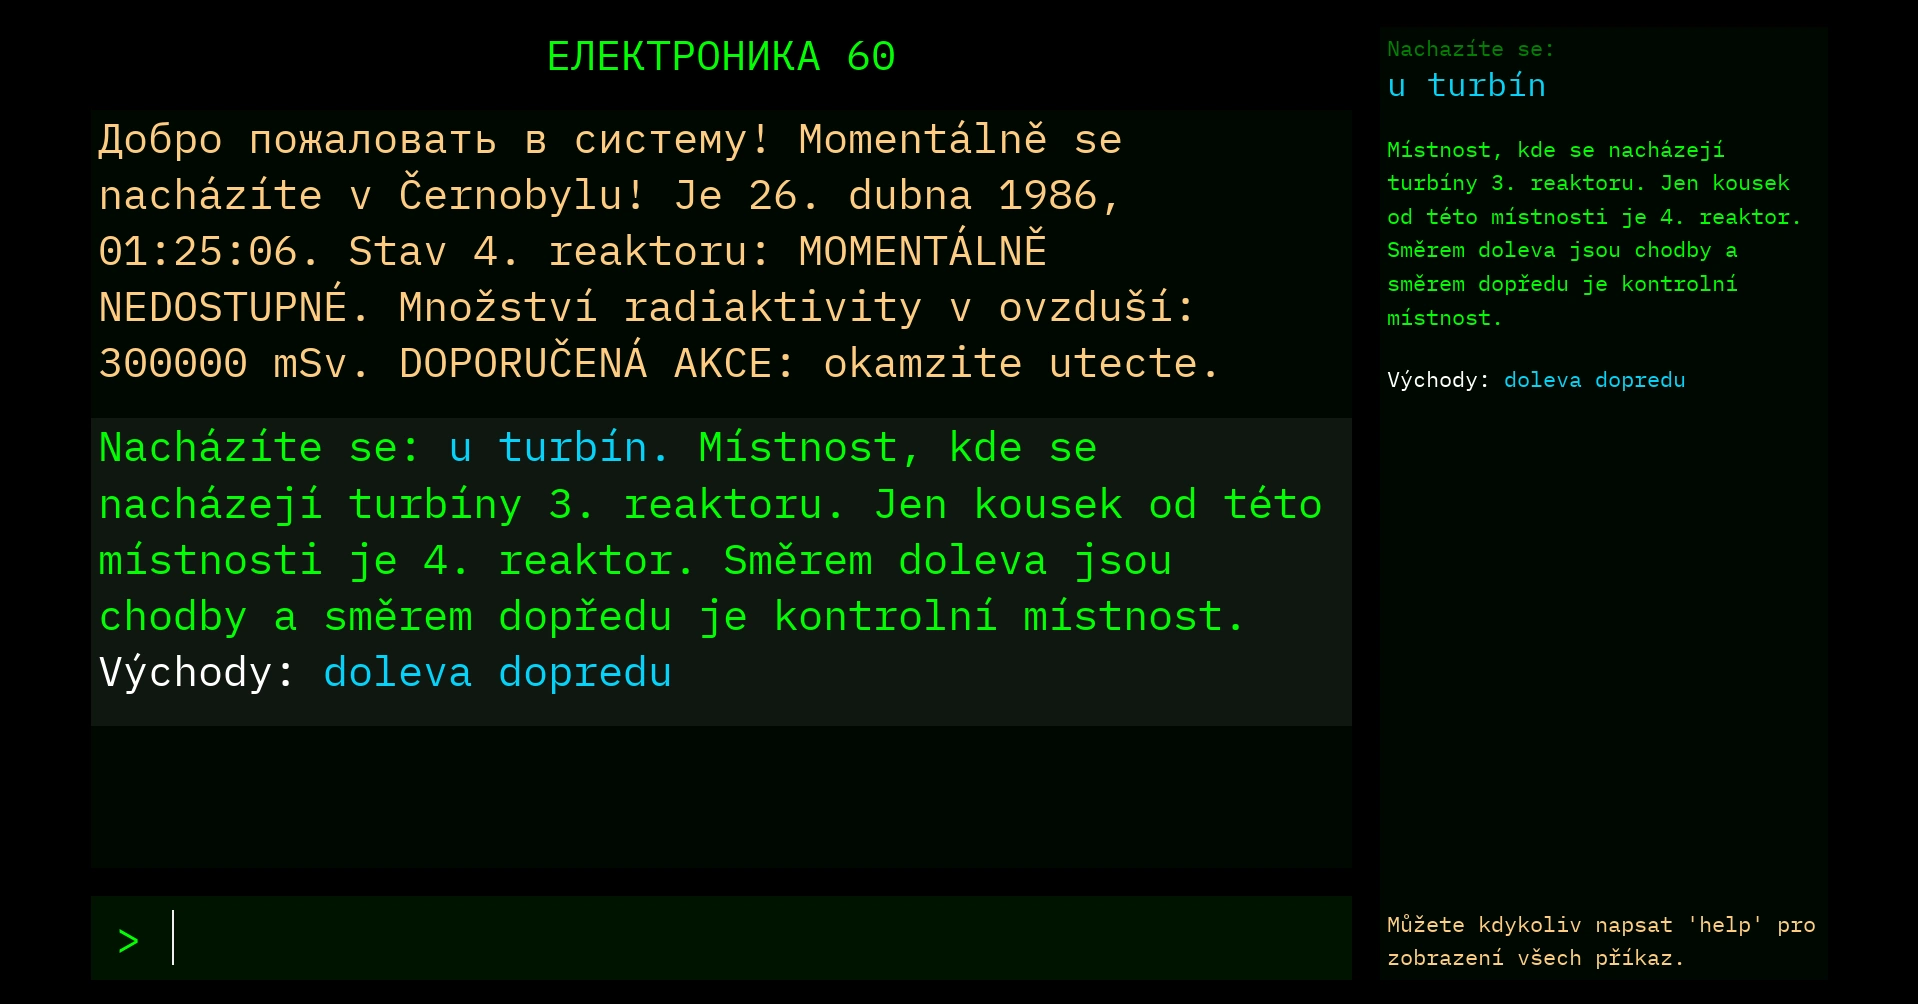 ЕЛЕКТРОНИКА 60
Добро пожаловать в систему! Momentálně se
nacházíte v Černobylu! Je 26. dubna 1986,
01:25:06. Stav 4. reaktoru: MOMENTÁLNĚ
NEDOSTUPNÉ. Množství radiaktivity v ovzduší:
300000 mSv. DOPORUČENÁ AKCE: okamzite utecte.
Nacházíte se: u turbín. Místnost, kde se
nacházejí turbíny 3. reaktoru. Jen kousek od této
místnosti je 4. reaktor. Směrem doleva jsou
chodby a směrem dopředu je kontrolní místnost.
Východy: doleva dopredu
>
Nachazíte se:
u turbín
Místnost, kde se nacházejí
turbíny 3. reaktoru. Jen kousek
od této místnosti je 4. reaktor.
Směrem doleva jsou chodby a
směrem dopředu je kontrolní
místnost.
Východy: doleva dopredu
Můžete kdykoliv napsat 'help' pro
zobrazení všech příkaz.